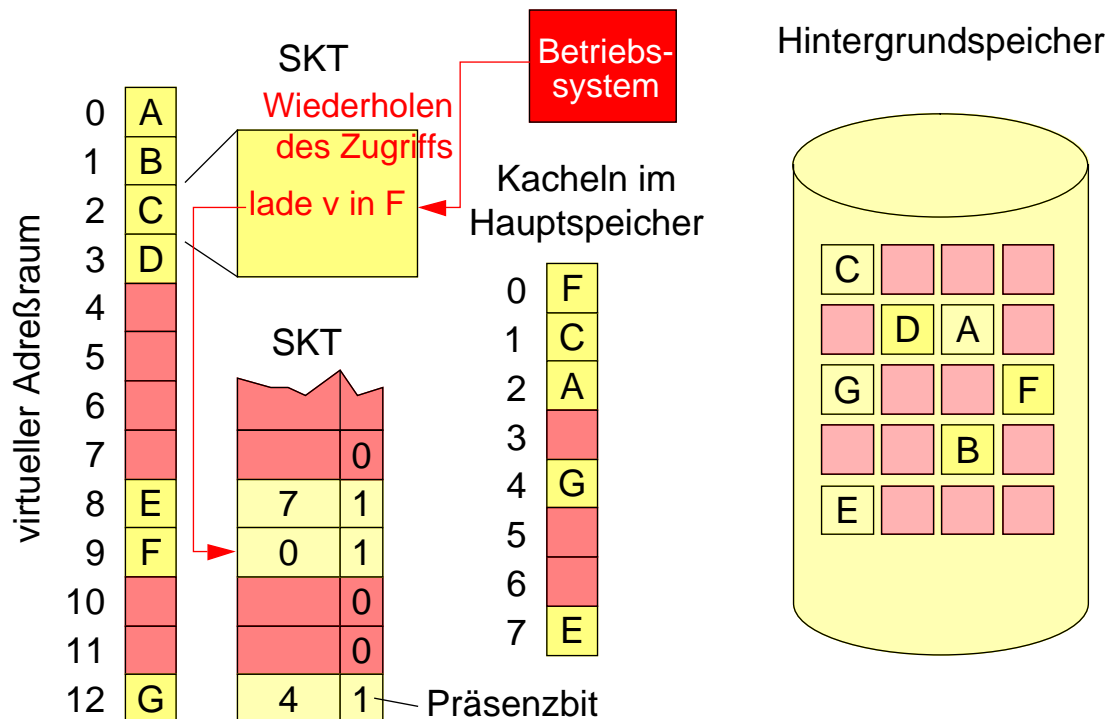 SKT
Betriebs-
system
Hintergrundspeicher
Wiederholen
des Zugriffs
lade v in F
virtueller Adreßraum
0 A
1 B
2 C
3 D
4
5
6
7
8 E
9 F
10
11
12 G
SKT
0
7 1
0 1
0
0
4 1
Präsenzbit
Kacheln im
Hauptspeicher
0 F
1 C
2 A
3
4 G
5
6
7 E
C
D A
G F
B
E